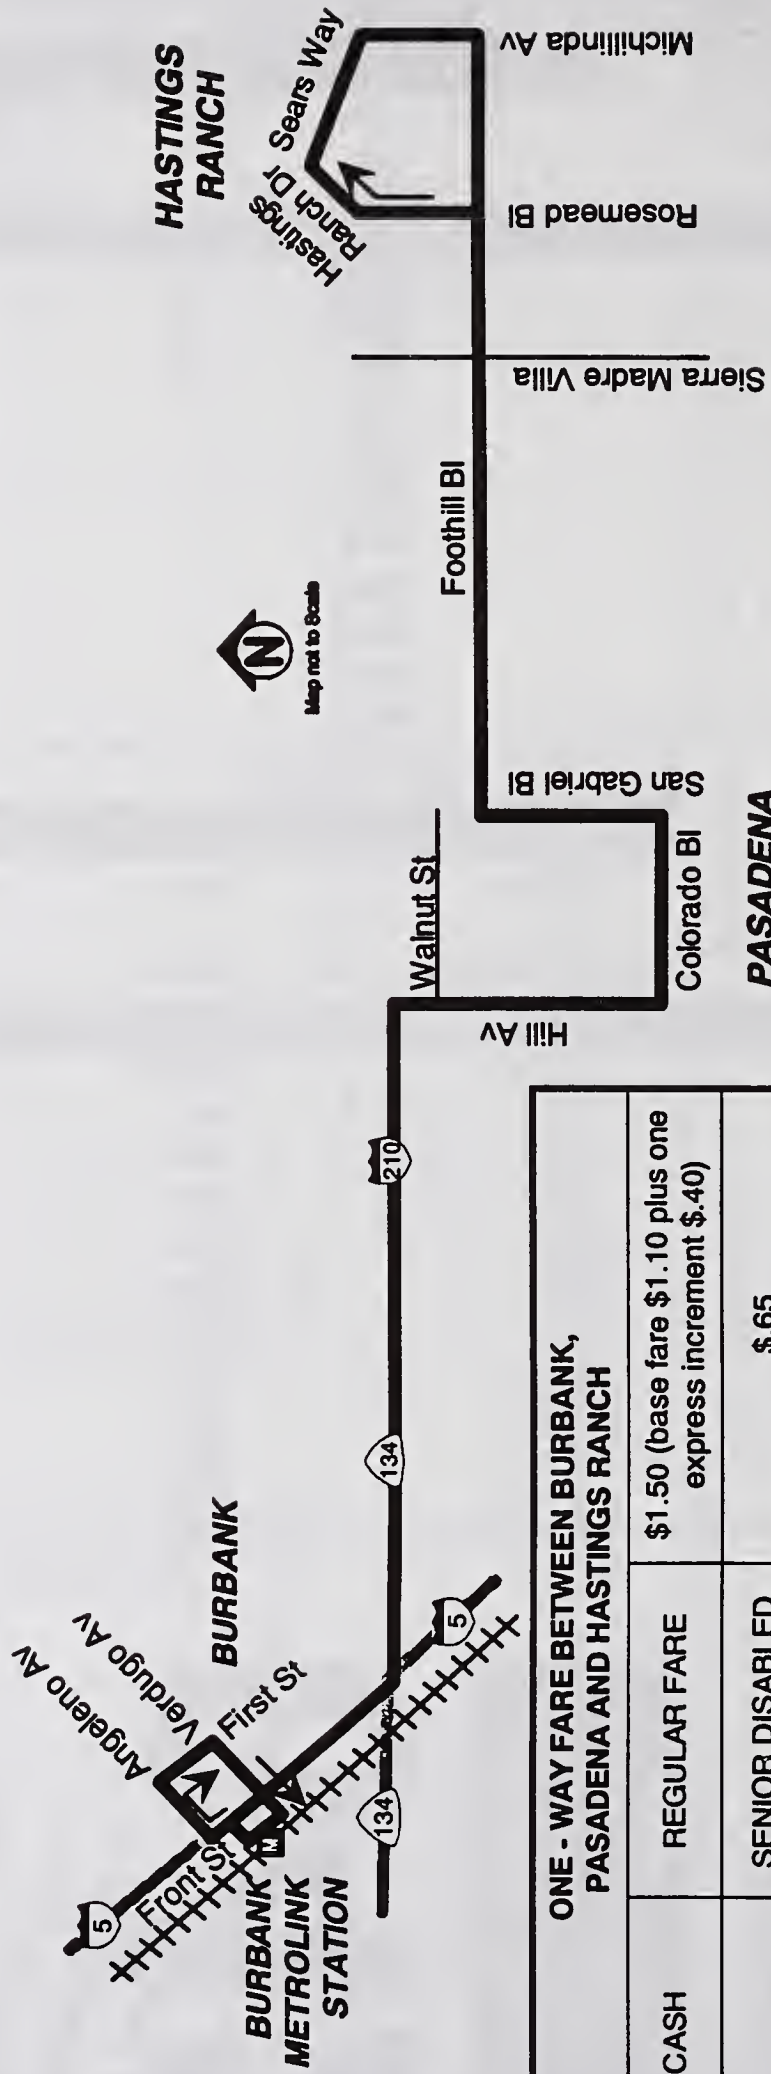 HASTINGS
RANCH
Hastings
Ranch Dr
Sears Way
Michillinda Av
Rosemead Bl
Sierra Madre Villa
Foothill Bl
N
Map not to Scale
San Gabriel Bl
Walnut St
Colorado Bl
Hill Av
PASADENA
210
134
134
5
5
BURBANK
Angeleno Av
Verdugo Av
First St
Front St
M
BURBANK
METROLINK
STATION
ONE - WAY FARE BETWEEN BURBANK,
PASADENA AND HASTINGS RANCH
CASH
REGULAR FARE
$1.50 (base fare $1.10 plus one
express increment $.40)
SENIOR DISABLED
$.65